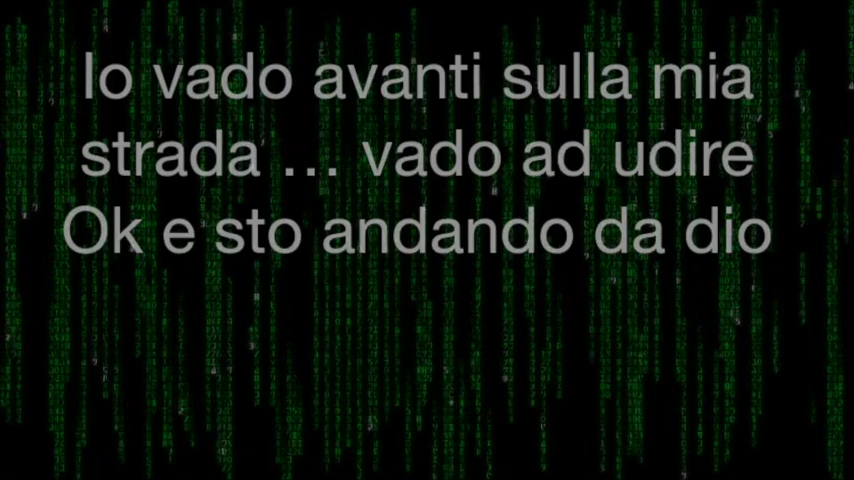 Io vado avanti sulla mia
strada ... vado ad udire
Ok e sto andando da dio